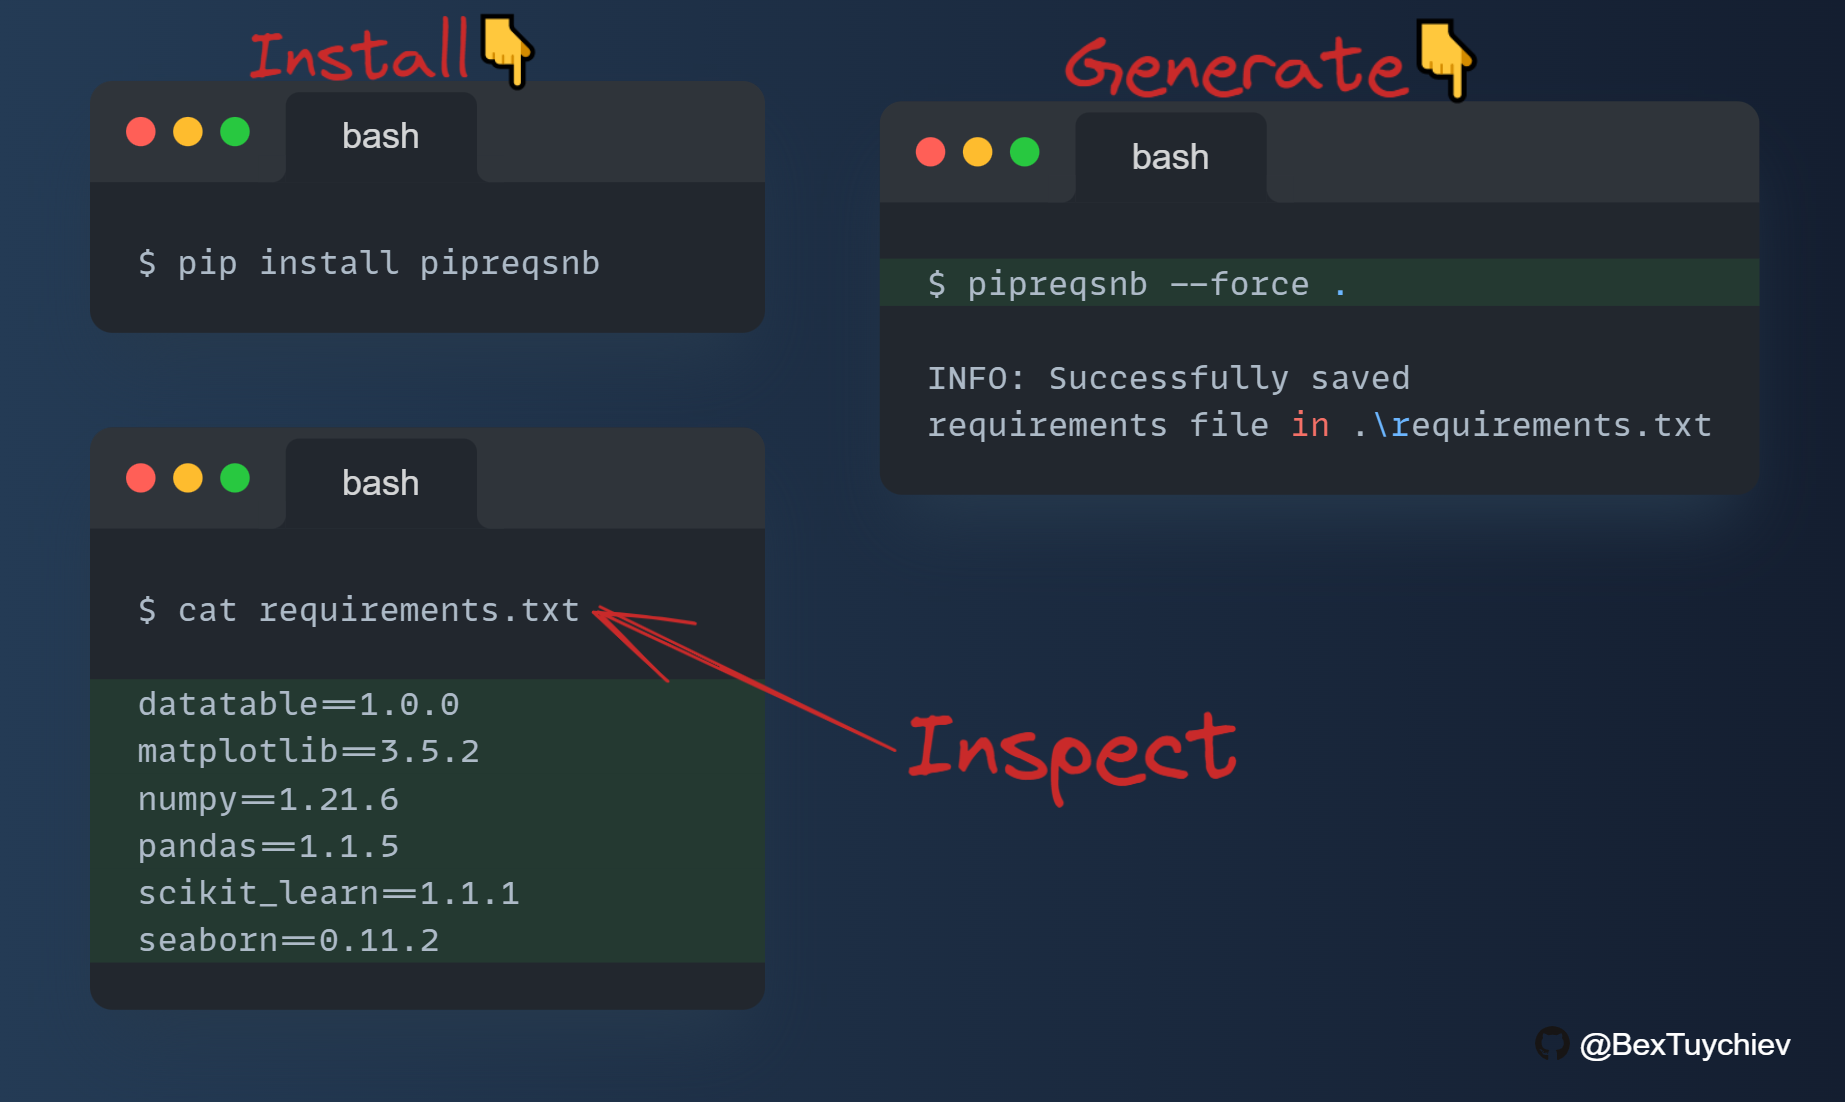 Install👇
bash
$ pip install pipreqsnb
Generate👇
bash
$ pipreqsnb --force .
INFO: Successfully saved
requirements file in .\requirements.txt
bash
$ cat requirements.txt
datatable==1.0.0
matplotlib==3.5.2
numpy==1.21.6
pandas==1.1.5
scikit_learn==1.1.1
seaborn==0.11.2
Inspect
@BexTuychiev